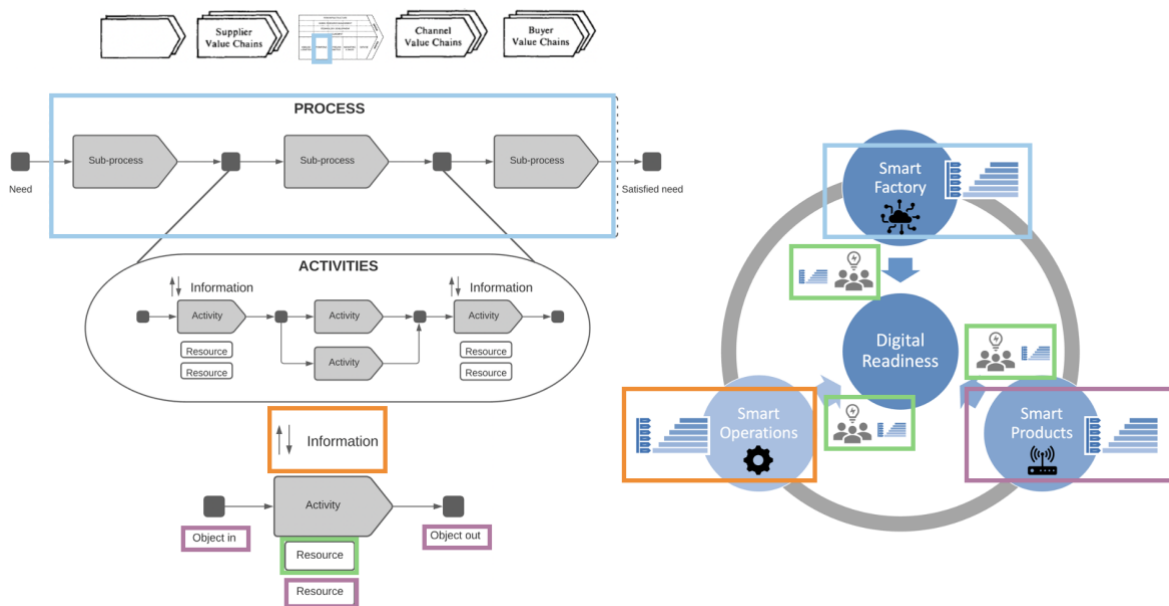 Supplier
Value Chains
Channel
Value Chains
Buyer
Value Chains
PROCESS
Sub-process
Sub-process
Sub-process
Need
Satisfied need
ACTIVITIES
Information
Information
Activity
Activity
Activity
Activity
Resource
Resource
Resource
Resource
Information
Activity
Object in
Object out
Resource
Resource
Smart
Factory
Digital
Readiness
Smart
Operations
Smart
Products